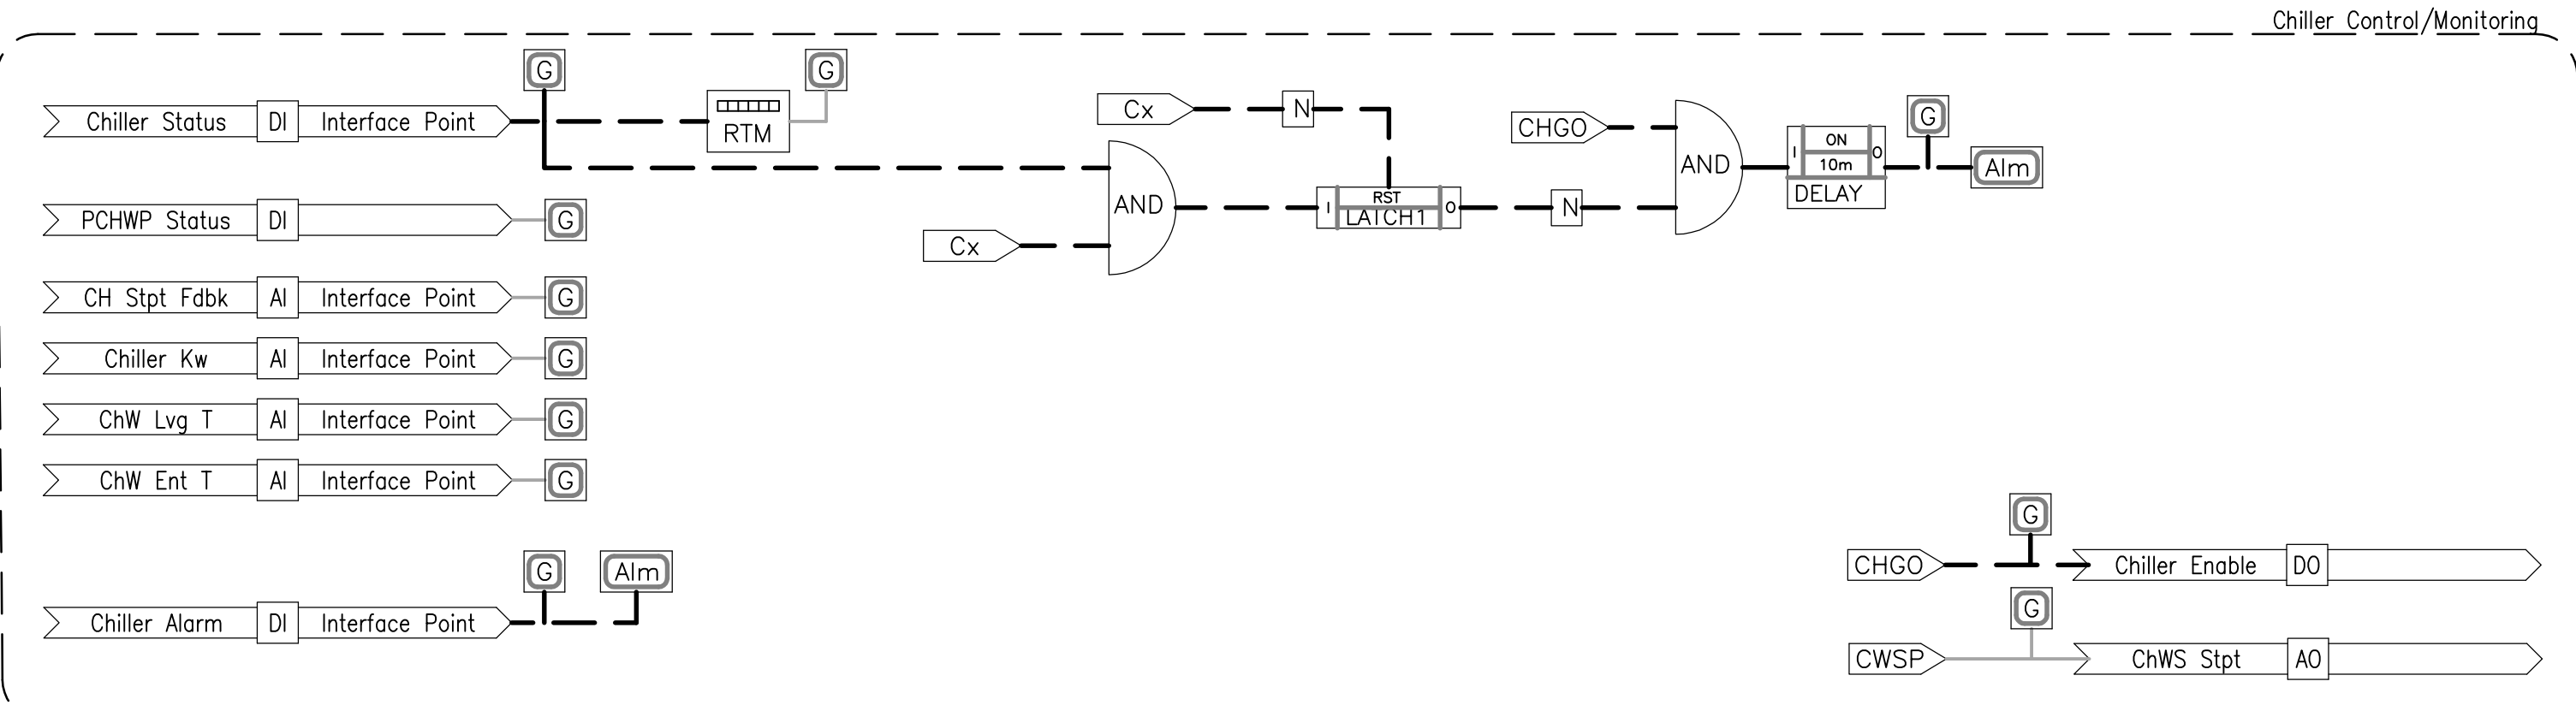 Chiller Control/Monitoring
G
G
Chiller Status DI Interface Point
RTM
Cx
N
CHGO
AND
ON
I O
10m
DELAY
G
Alm
AND
RST
I LATCH1 O
N
Cx
PCHWP Status DI
G
CH Stpt Fdbk AI Interface Point G
Chiller Kw AI Interface Point G
ChW Lvg T AI Interface Point G
ChW Ent T AI Interface Point G
G Alm
Chiller Alarm DI Interface Point
G
CHGO Chiller Enable DO
G
CWSP ChWS Stpt AO